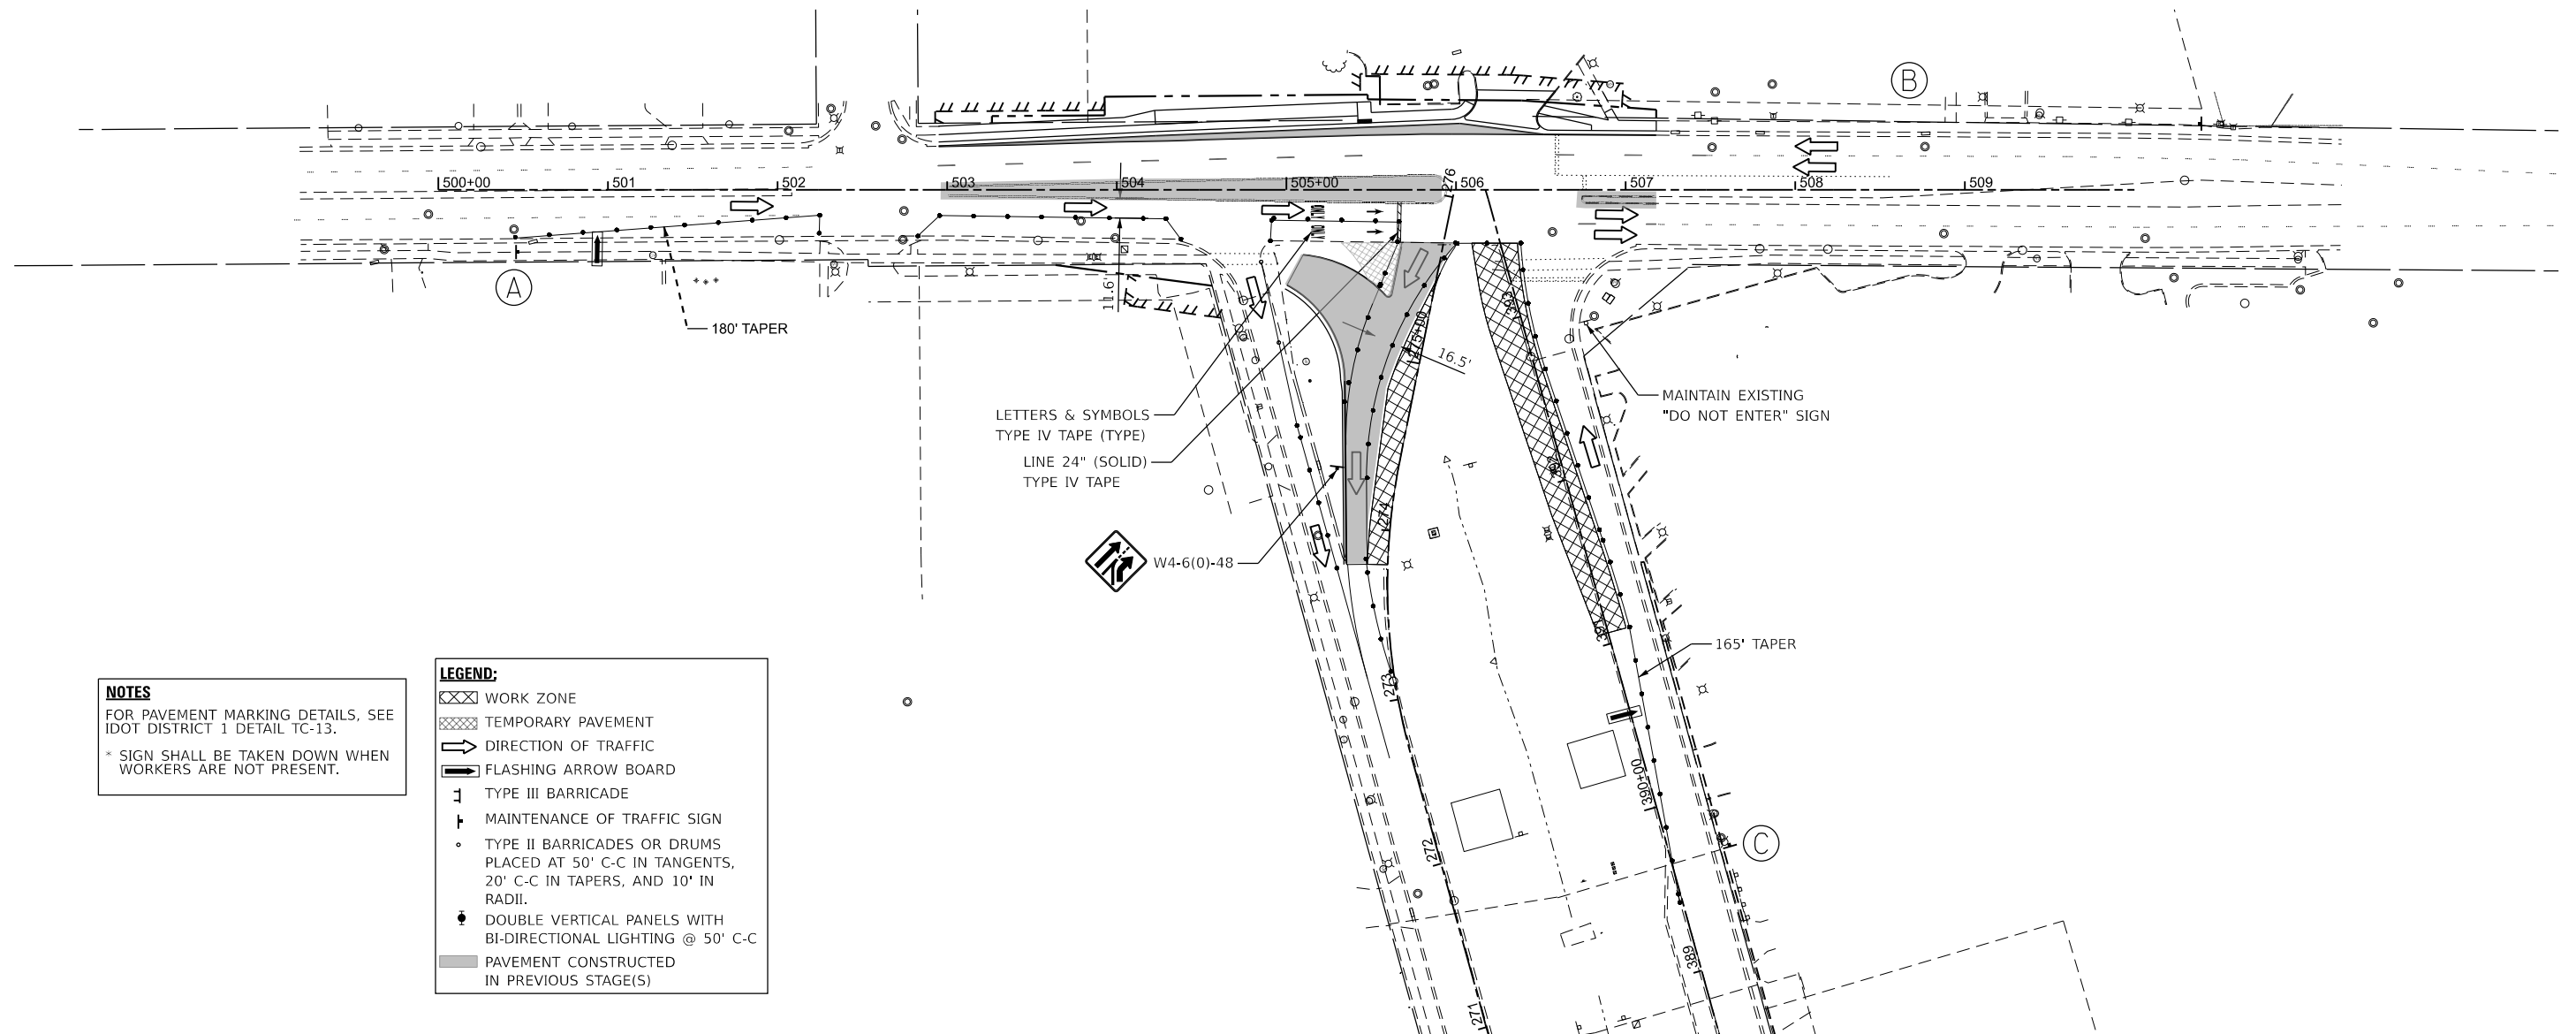 B
276
500+00
501
502
503
504
505+00
506
507
508
509
A
11.6'
393
180' TAPER
275+00
16.5'
MAINTAIN EXISTING
"DO NOT ENTER" SIGN
LETTERS & SYMBOLS
TYPE IV TAPE (TYPE)
LINE 24" (SOLID)
TYPE IV TAPE
274
W4-6(0)-48
391
165' TAPER
273
NOTES
FOR PAVEMENT MARKING DETAILS, SEE
IDOT DISTRICT 1 DETAIL TC-13.
* SIGN SHALL BE TAKEN DOWN WHEN
WORKERS ARE NOT PRESENT.
LEGEND:
WORK ZONE
TEMPORARY PAVEMENT
DIRECTION OF TRAFFIC
FLASHING ARROW BOARD
TYPE III BARRICADE
MAINTENANCE OF TRAFFIC SIGN
TYPE II BARRICADES OR DRUMS
PLACED AT 50' C-C IN TANGENTS,
20' C-C IN TAPERS, AND 10' IN
RADII.
DOUBLE VERTICAL PANELS WITH
BI-DIRECTIONAL LIGHTING @ 50' C-C
PAVEMENT CONSTRUCTED
IN PREVIOUS STAGE(S)
390+00
272
C
389
271